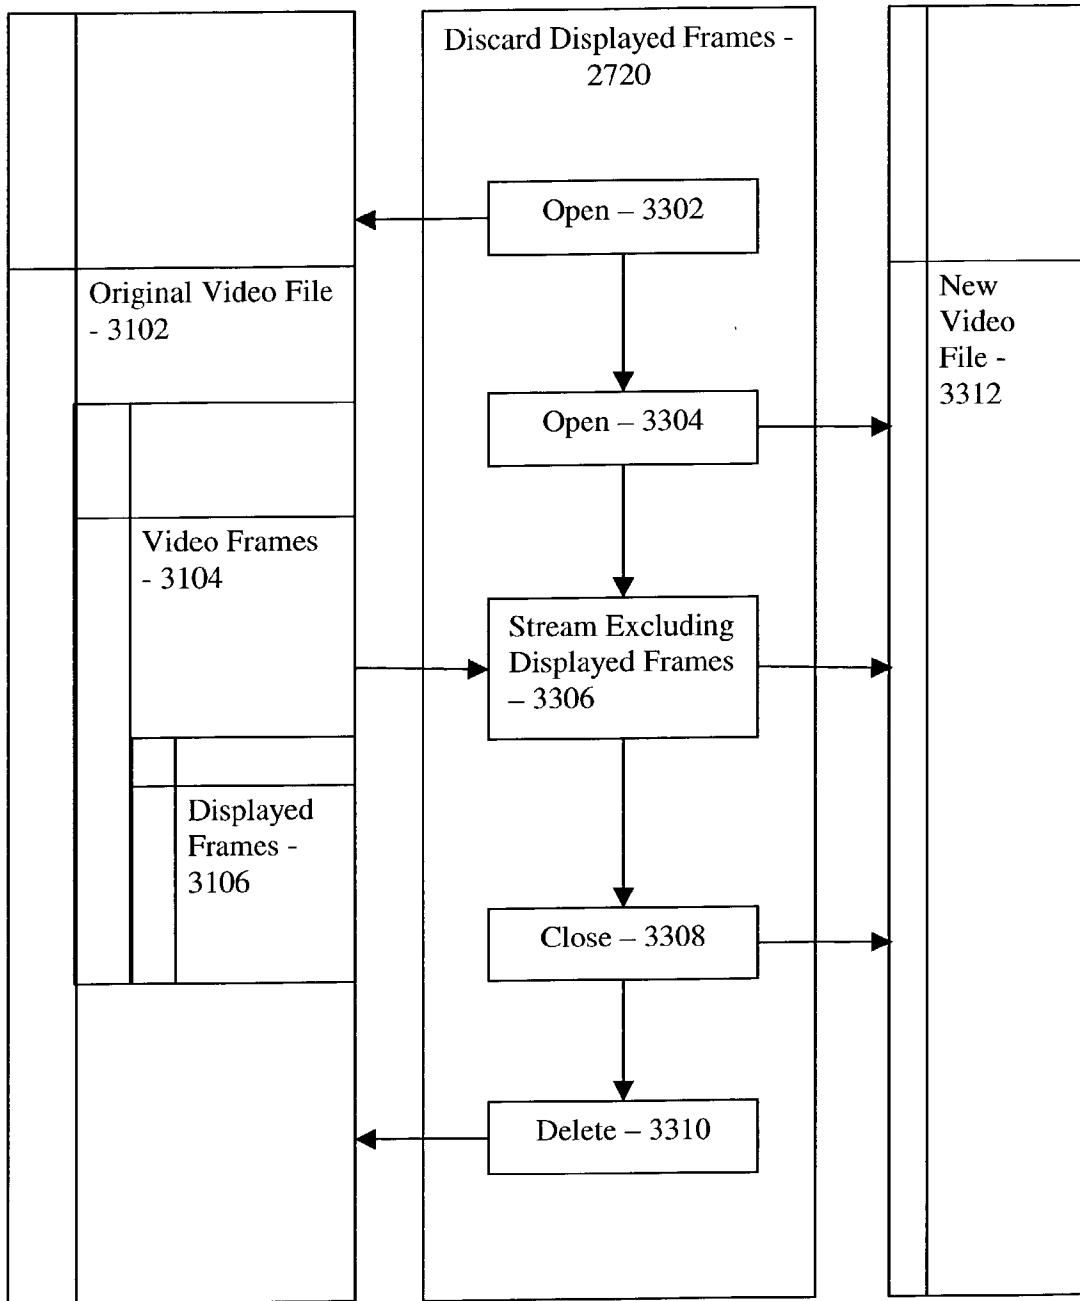 Discard Displayed Frames -
2720
Open – 3302
Original Video File
- 3102
New
Video
File -
3312
Open – 3304
Video Frames
- 3104
Stream Excluding
Displayed Frames
– 3306
Displayed
Frames -
3106
Close – 3308
Delete – 3310